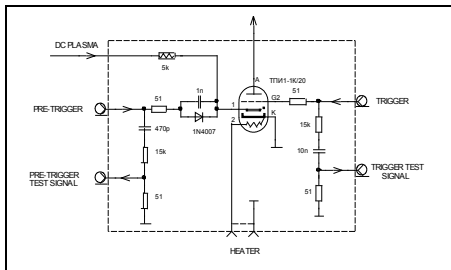 DC PLASMA
5k
A
ТПИ1-1К/20
1n
51
G2
51
PRE-TRIGGER
1
TRIGGER
2
K
470p
1N4007
15k
15k
10n
PRE-TRIGGER
TEST SIGNAL
TRIGGER TEST
SIGNAL
51
51
HEATER